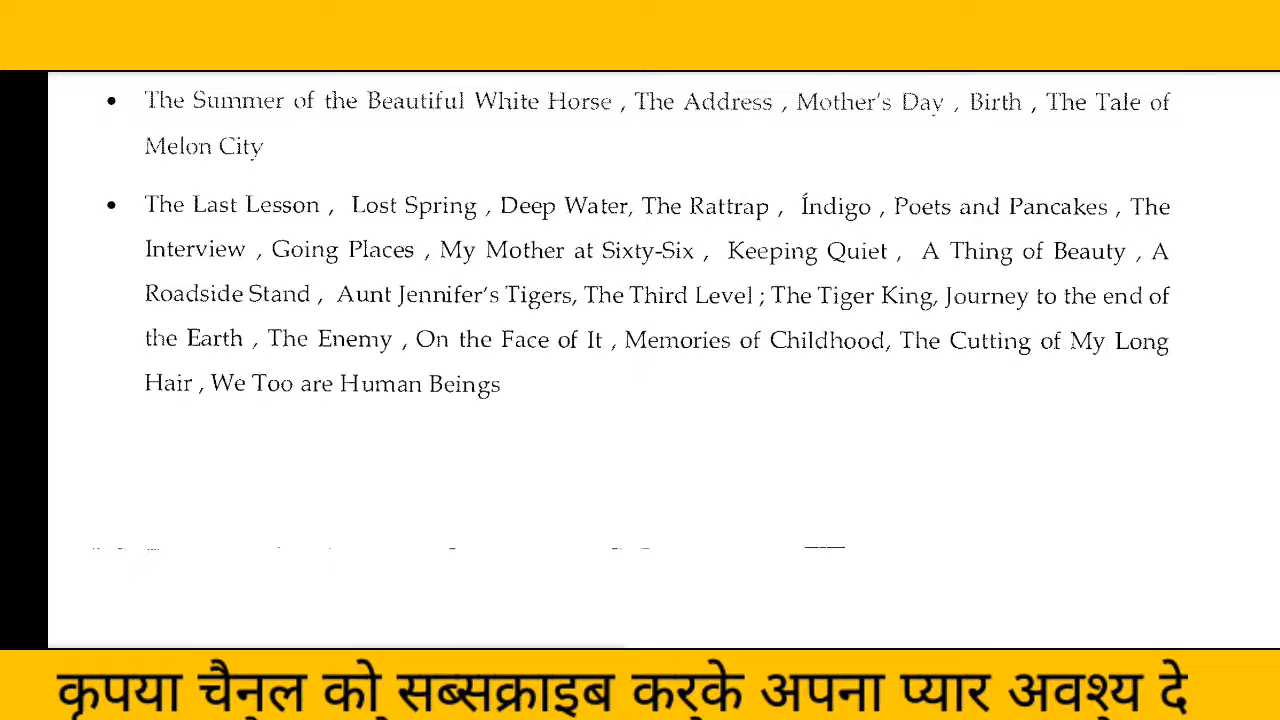 • The Summer of the Beautiful White Horse , The Address , Mother's Day , Birth , The Tale of
Melon City
• The Last Lesson , Lost Spring , Deep Water, The Rattrap , Índigo , Poets and Pancakes , The
Interview , Going Places , My Mother at Sixty-Six , Keeping Quiet , A Thing of Beauty , A
Roadside Stand , Aunt Jennifer's Tigers, The Third Level ; The Tiger King, Journey to the end of
the Earth , The Enemy , On the Face of It , Memories of Childhood, The Cutting of My Long
Hair , We Too are Human Beings
कृपया चैनल को सब्सक्राइब करके अपना प्यार अवश्य दे